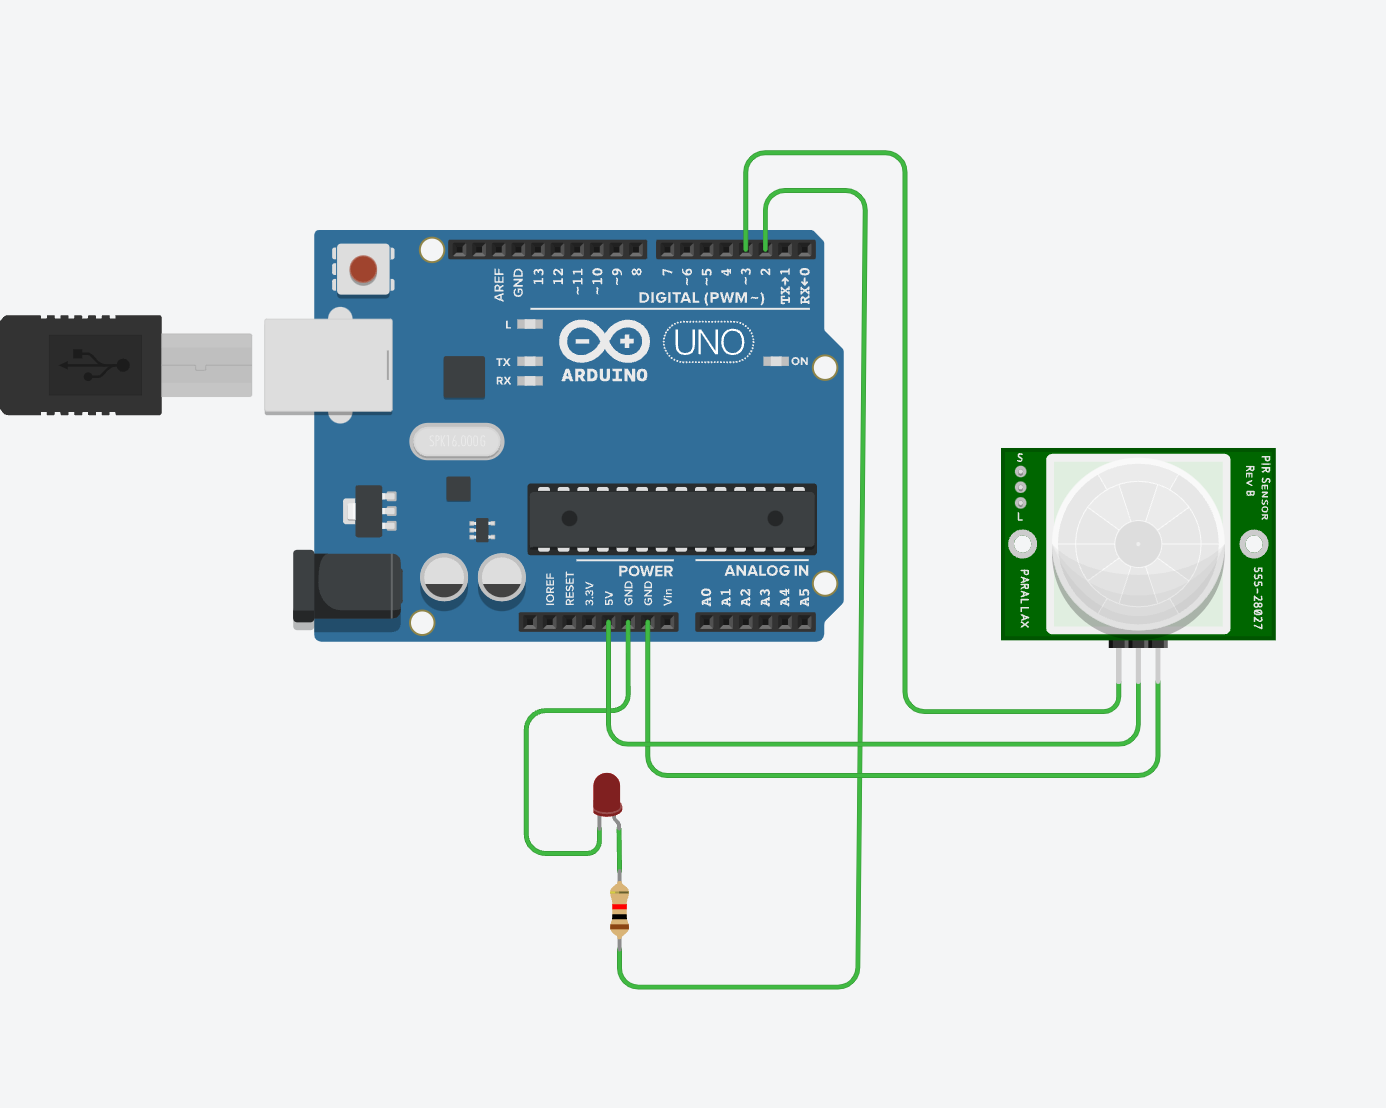 AREF
GND
13
12
~11
~10
~9
8
7
~6
~5
4
~3
2
TX→1
RX←0
DIGITAL (PWM~)
L
TX
RX
UNO
ARDUINO
ON
SPK16.000G
POWER
ANALOG IN
IOREF
RESET
3.3V
5V
GND
GND
Vin
A0
A1
A2
A3
A4
A5
S
L
PARALLAX
PIR SENSOR
REV B
555-28027